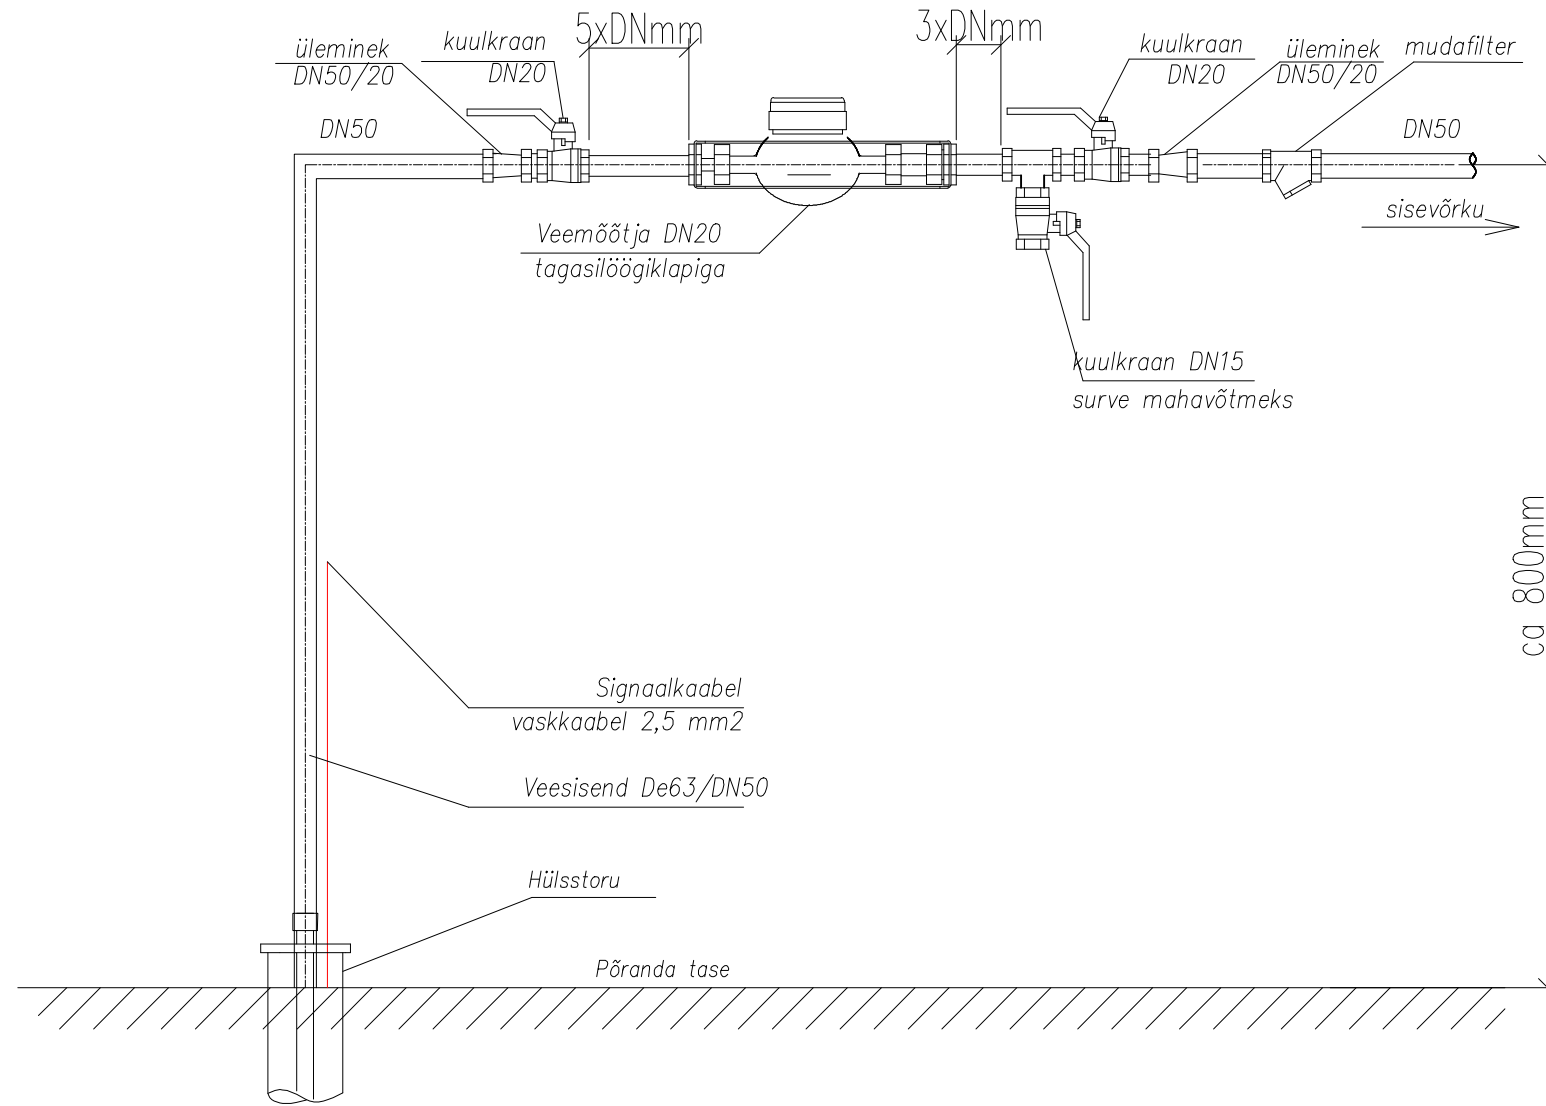 5xDNmm
3xDNmm
üleminek
DN50/20
kuulkraan
DN20
kuulkraan
DN20
üleminek
DN50/20
mudafilter
DN50
DN50
sisevõrku
Veemõõtja DN20
tagasilöögiklapiga
kuulkraan DN15
surve mahavõtmeks
ca 800mm
Signaalkaabel
vaskkaabel 2,5 mm2
Veesisend De63/DN50
Hülsstoru
Põranda tase